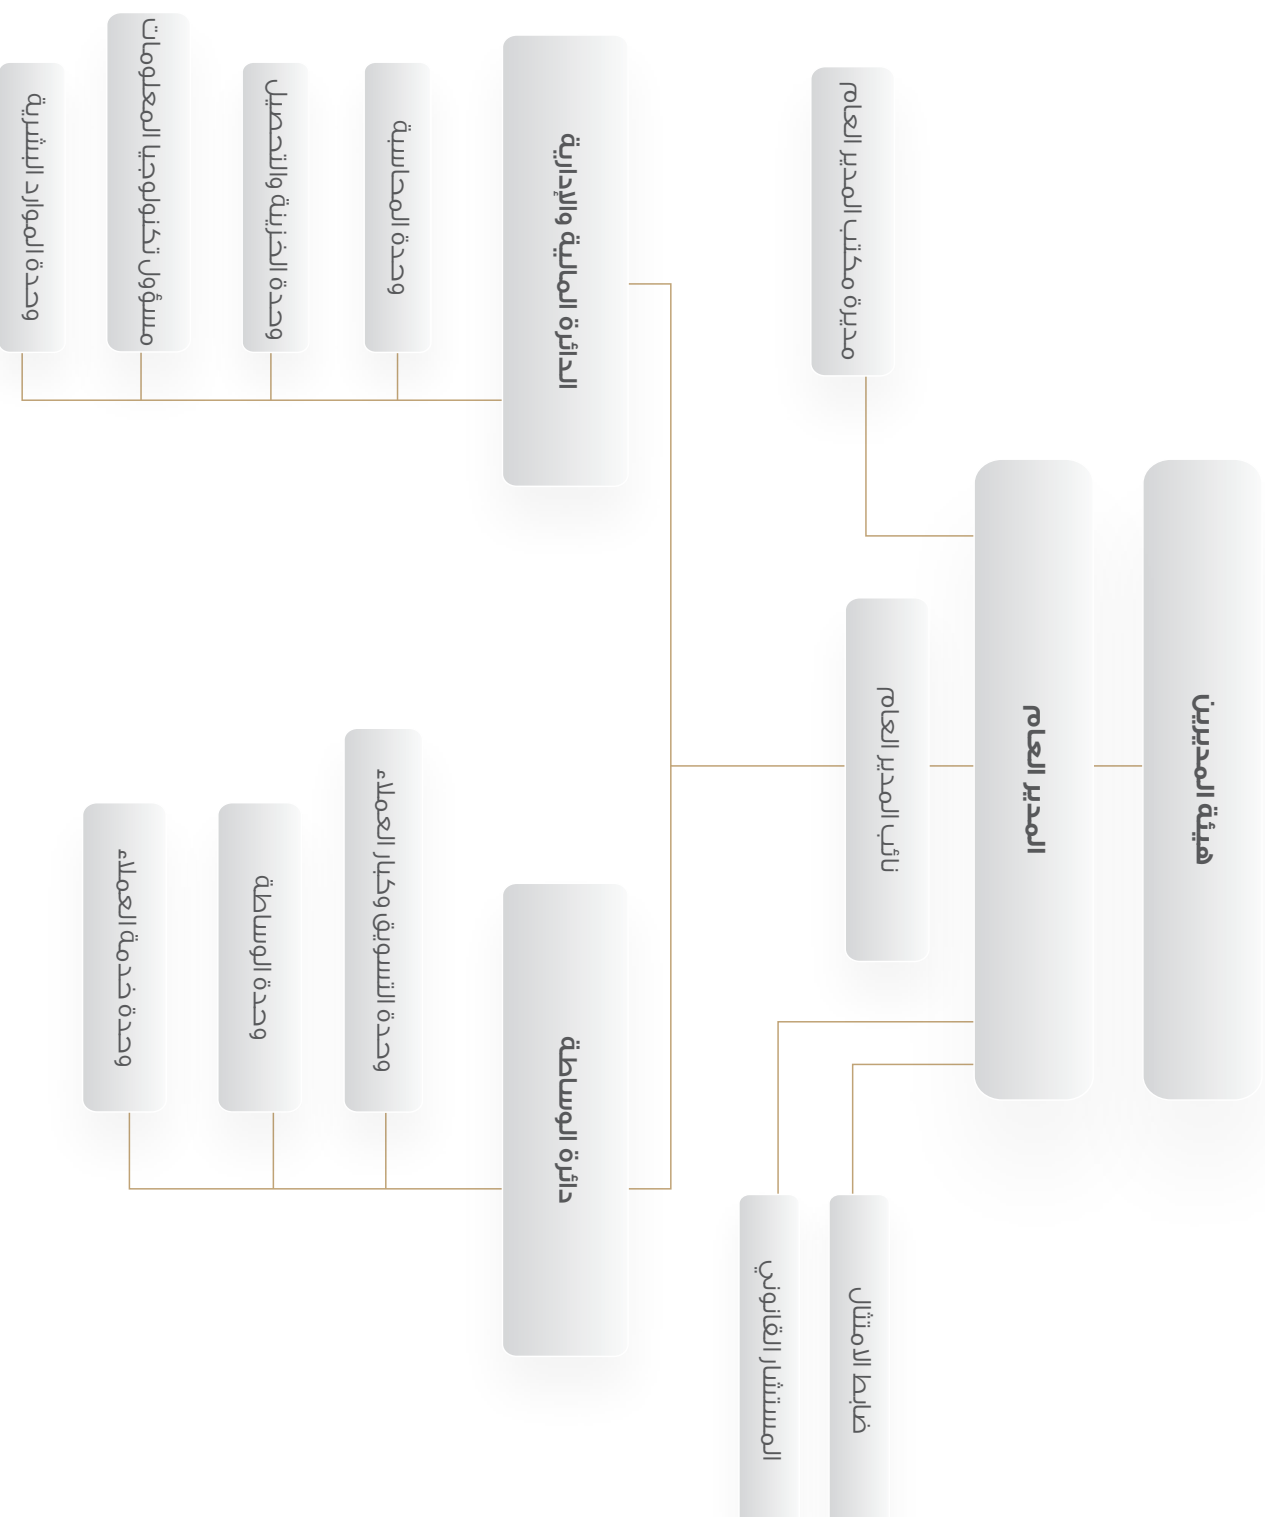 هيئة المديرين
المدير العام
مديرة مكتب المدير العام
نائب المدير العام
ضابط الامتثال
المستشار القانوني
الدائرة المالية والإدارية
دائرة الوساطة
وحدة المحاسبة
وحدة الخزينة والتحصيل
مسؤول تكنولوجيا المعلومات
وحدة الموارد البشرية
وحدة التسويق وكبار العملاء
وحدة الوساطة
وحدة خدمة العملاء